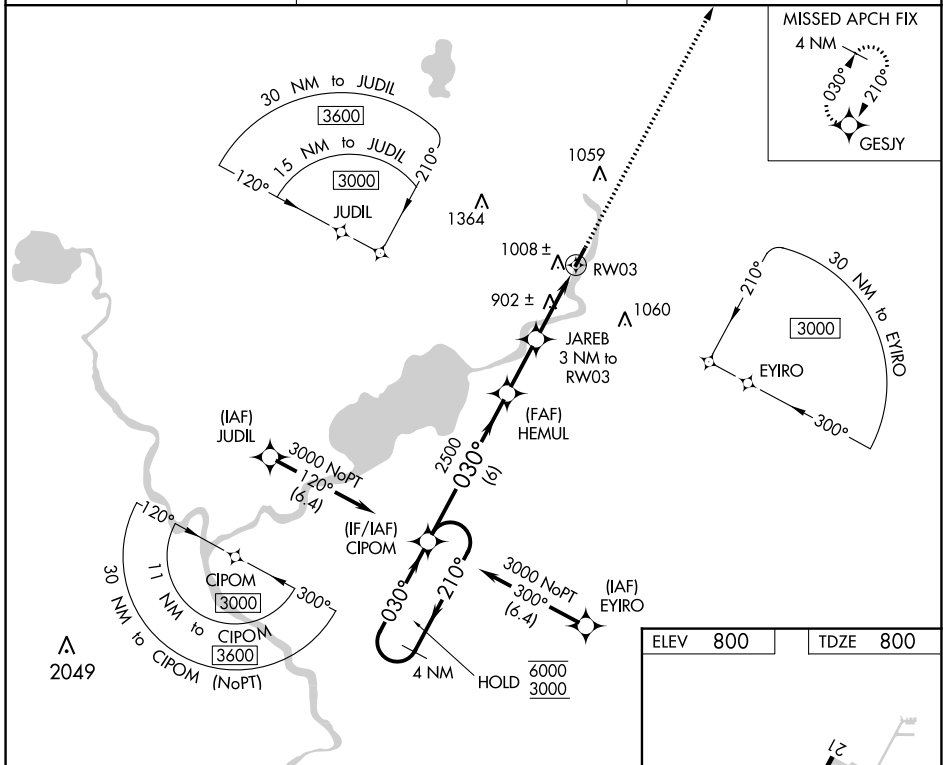 MISSED APCH FIX
4 NM
030°
210°
GESJY
30 NM to JUDIL
3600
15 NM to JUDIL
3000
120°
210°
JUDIL
1059
1364
1008 ±
RW03
902 ±
1060
JAREB
3 NM to
RW03
210°
30 NM to EYIRO
3000
EYIRO
300°
(FAF)
HEMUL
(IAF)
JUDIL
3000 NoPT
120°
(6.4)
2500
030°
(6)
(IF/IAF)
CIPOM
120°
CIPOM
3000
300°
11 NM to CIPOM
3600
30 NM to CIPOM (NoPT)
2049
030°
210°
4 NM
HOLD
6000
3000
3000 NoPT
300°
(6.4)
(IAF)
EYIRO
ELEV 800
TDZE 800
21